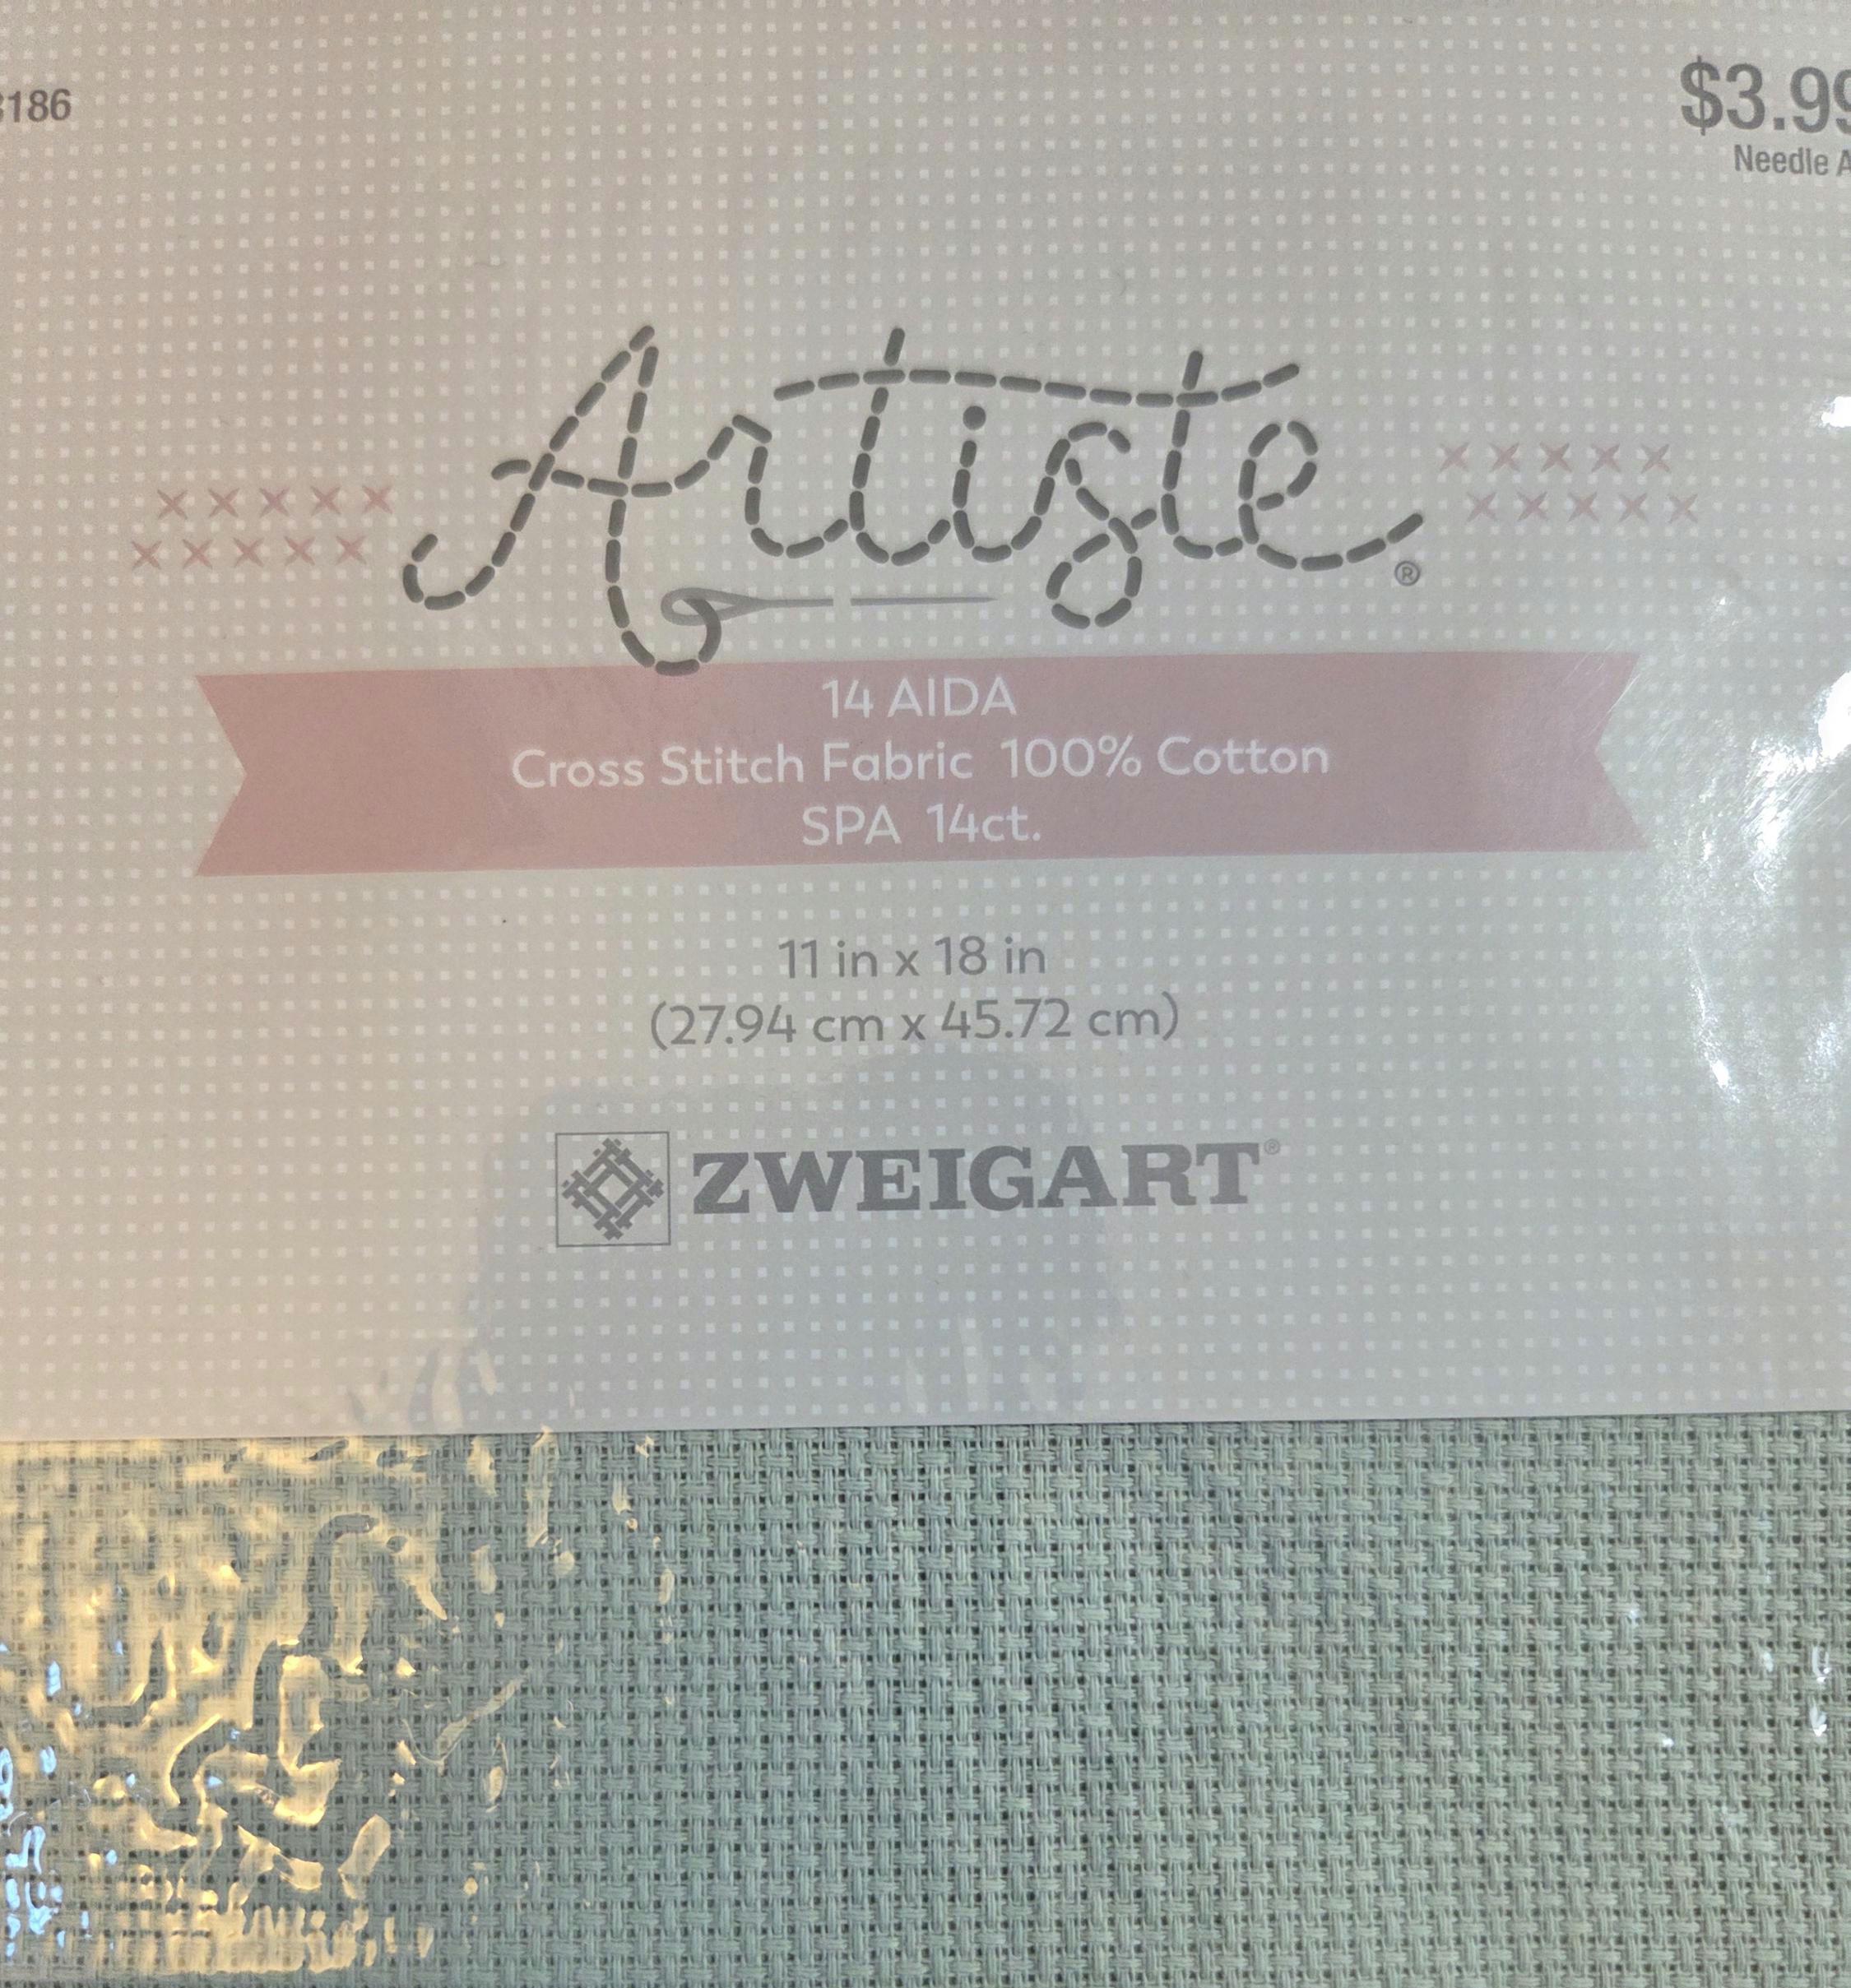 3186
$3.99
Needle A
Artiste®
14 AIDA
Cross Stitch Fabric 100% Cotton
SPA 14ct.
11 in x 18 in
(27.94 cm x 45.72 cm)
ZWEIGART®